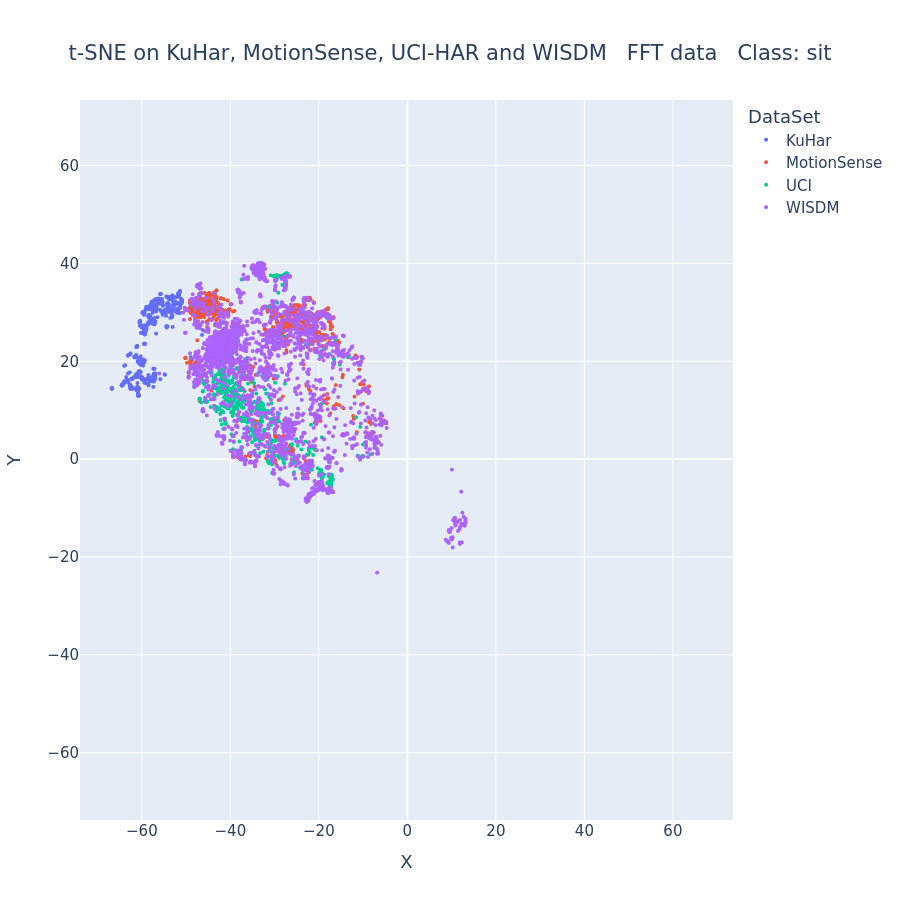 t-SNE on KuHar, MotionSense, UCI-HAR and WISDM   FFT data   Class: sit
DataSet
KuHar
MotionSense
UCI
WISDM
60
40
20
0
−20
−40
−60
Y
−60 −40 −20 0 20 40 60
X